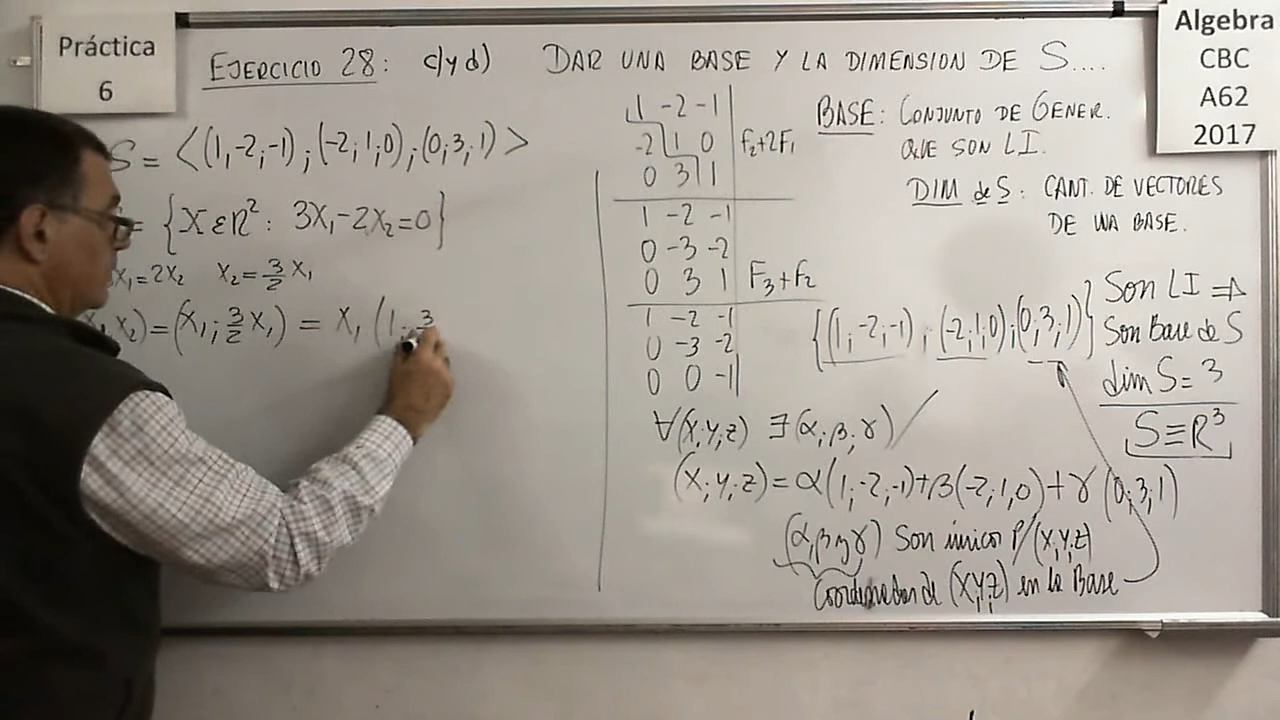 Práctica
6
EJERCICIO 28: c) y d) DAR UNA BASE Y LA DIMENSION DE S....
Algebra
CBC
A62
2017
S = <(1,-2,-1);(-2;1;0);(0;3;1)>
= {X ε R²: 3X₁-2X₂=0}
X₁=2X₂ X₂=3/2 X₁
X₂)=(X₁; 3/2 X₁) = X₁ (1; 3
1 -2 -1
-2 1 0 F₂+2F₁
0 3 1
1 -2 -1
0 -3 -2
0 3 1 F₃+F₂
1 -2 -1
0 -3 -2
0 0 -1
BASE: CONJUNTO DE GENER.
QUE SON LI.
DIM de S: CANT. DE VECTORES
DE UNA BASE.
{(1;-2;-1);(-2;1;0);(0;3;1)}
Son LI ⇒
Son Base de S
dim S = 3
S≡R³
∀(X;Y;Z) ∃(α;β;γ)/
(X;Y;Z)=α(1;-2,-1)+β(-2;1,0)+γ(0;3;1)
(α,β y γ) Son únicos P/(X,Y,Z)
Coordenadas de (X,Y,Z) en la Base